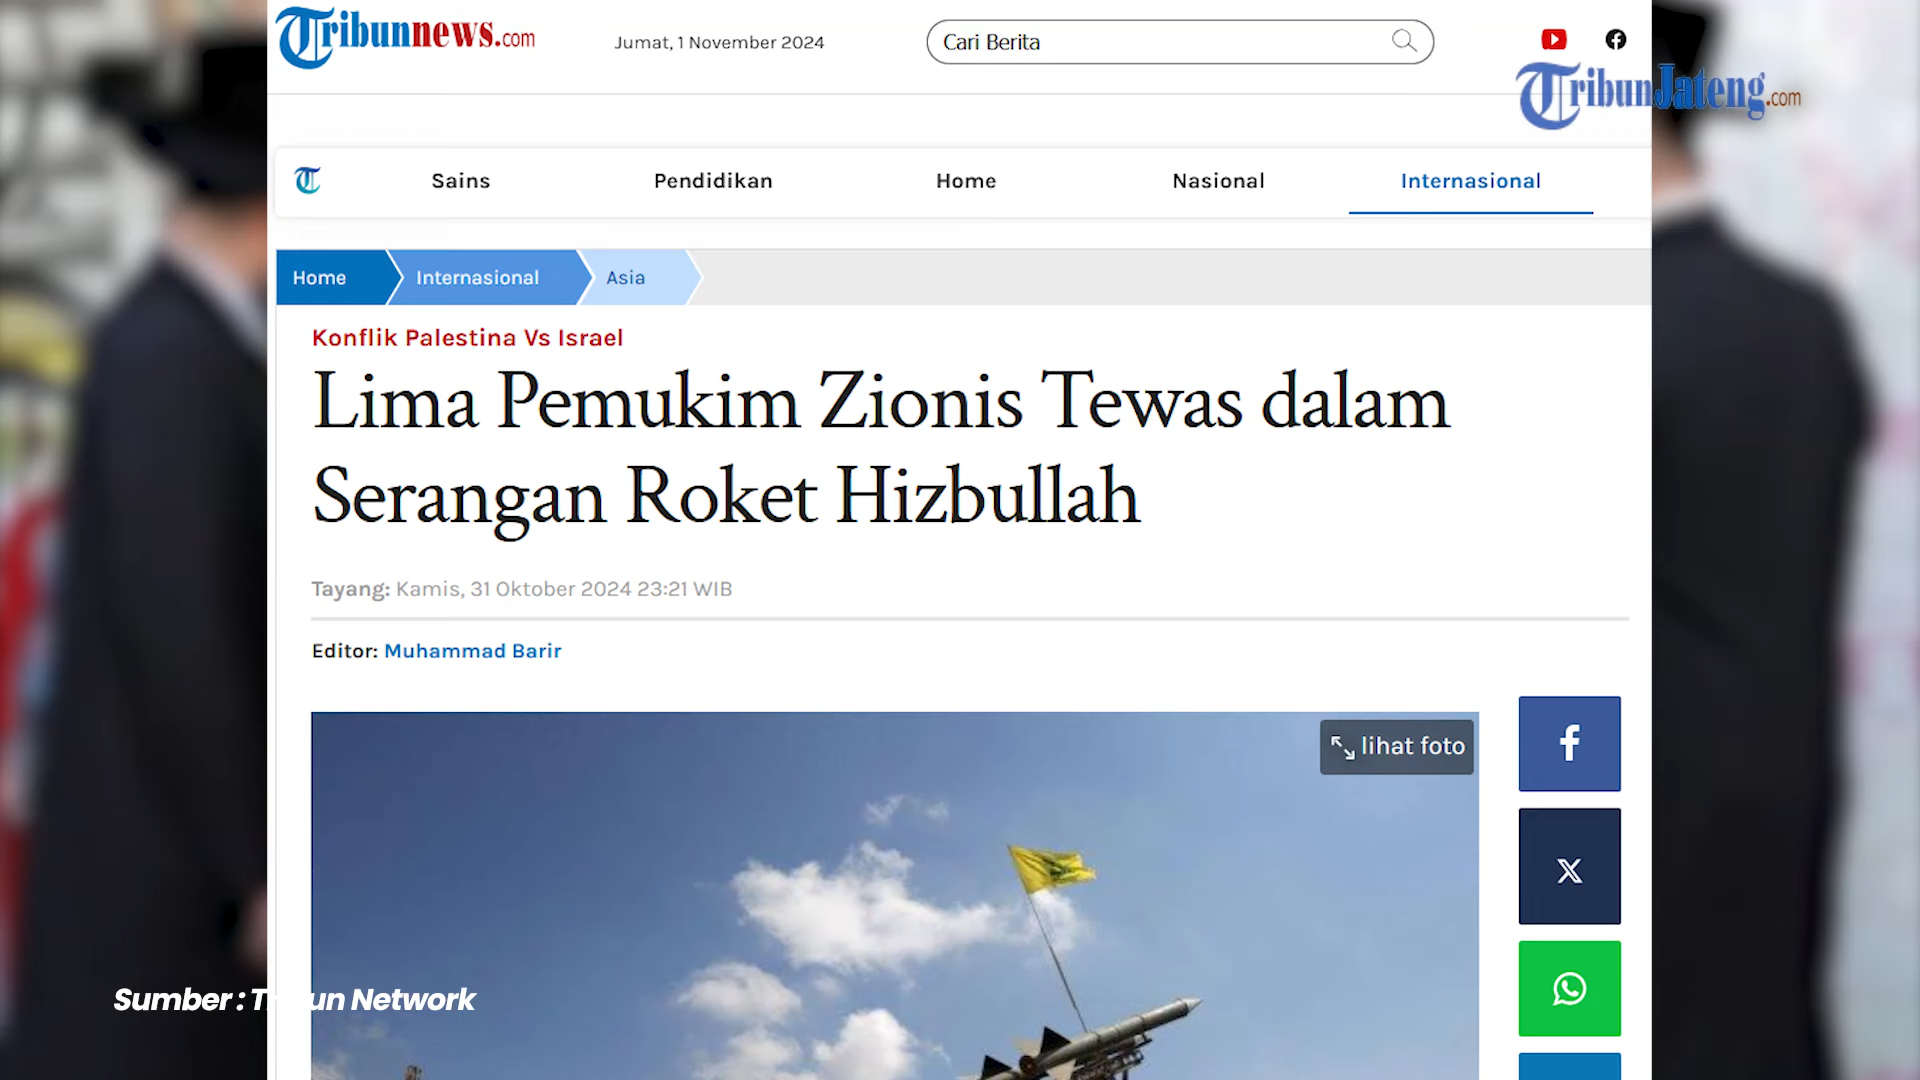 Tribunnews.com
Jumat, 1 November 2024
Cari Berita
TribunJateng.com
Sains
Pendidikan
Home
Nasional
Internasional
Home
Internasional
Asia
Konflik Palestina Vs Israel
Lima Pemukim Zionis Tewas dalam
Serangan Roket Hizbullah
Tayang: Kamis, 31 Oktober 2024 23:21 WIB
Editor: Muhammad Barir
lihat foto
Sumber : Tribun Network